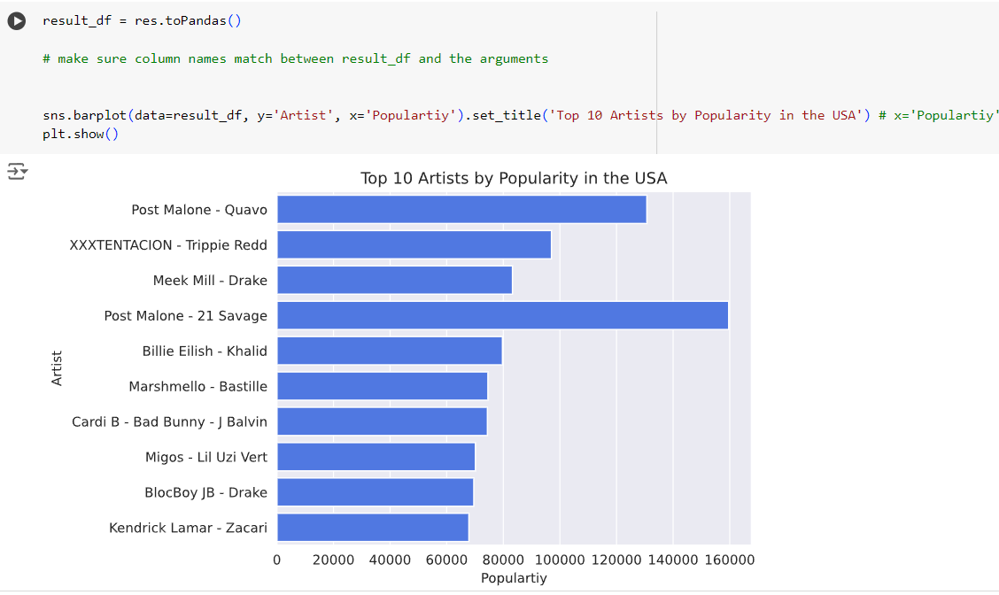 result_df = res.toPandas()
# make sure column names match between result_df and the arguments
sns.barplot(data=result_df, y='Artist', x='Populartiy').set_title('Top 10 Artists by Popularity in the USA') # x='Populartiy'
plt.show()
Top 10 Artists by Popularity in the USA
Post Malone - Quavo
XXXTENTACION - Trippie Redd
Meek Mill - Drake
Post Malone - 21 Savage
Billie Eilish - Khalid
Artist
Marshmello - Bastille
Cardi B - Bad Bunny - J Balvin
Migos - Lil Uzi Vert
BlocBoy JB - Drake
Kendrick Lamar - Zacari
0 20000 40000 60000 80000 100000 120000 140000 160000
Populartiy